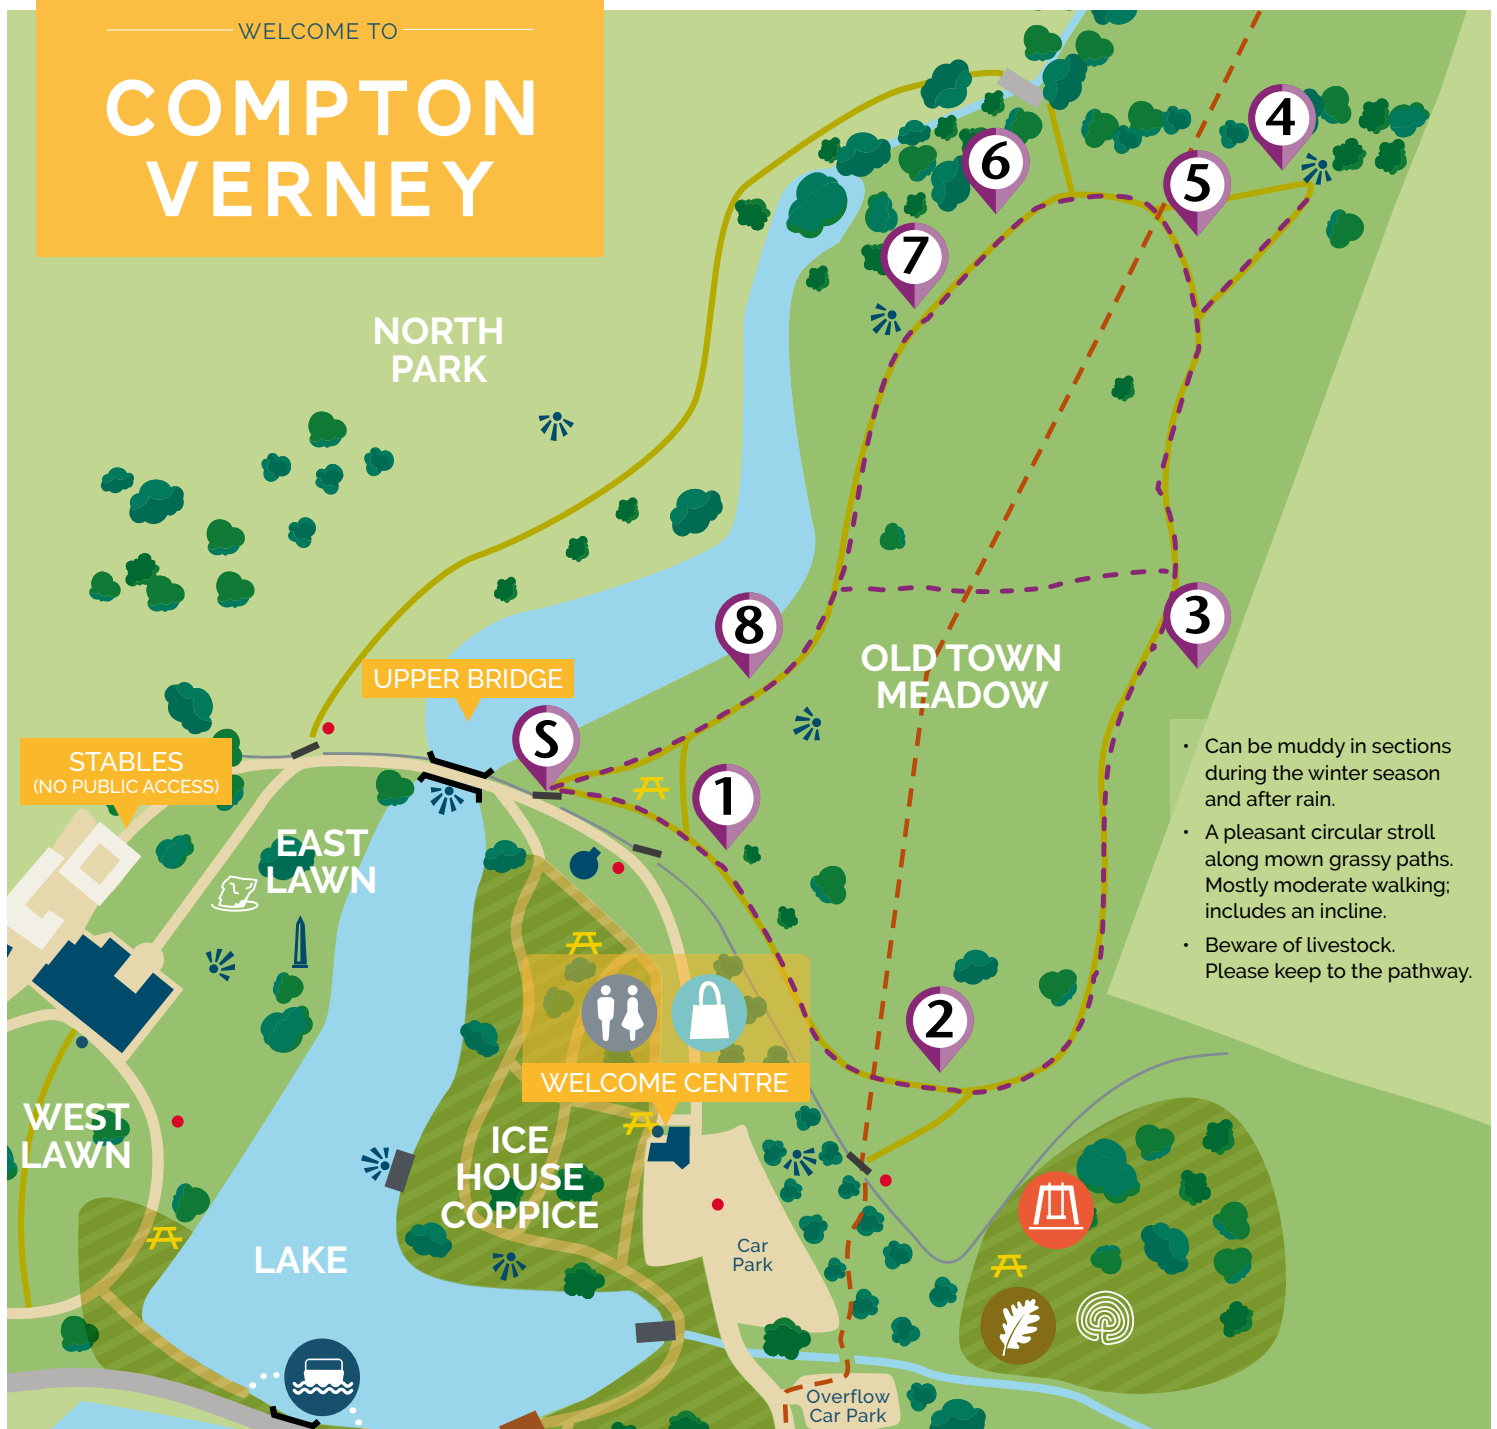 WELCOME TO
COMPTON
VERNEY
4
6
5
7
NORTH
PARK
3
8
OLD TOWN
MEADOW
UPPER BRIDGE
S
STABLES
(NO PUBLIC ACCESS)
1
• Can be muddy in sections
during the winter season
and after rain.
• A pleasant circular stroll
along mown grassy paths.
Mostly moderate walking;
includes an incline.
• Beware of livestock.
Please keep to the pathway.
EAST
LAWN
2
WELCOME CENTRE
WEST
LAWN
ICE
HOUSE
COPPICE
LAKE
Car
Park
Overflow
Car Park